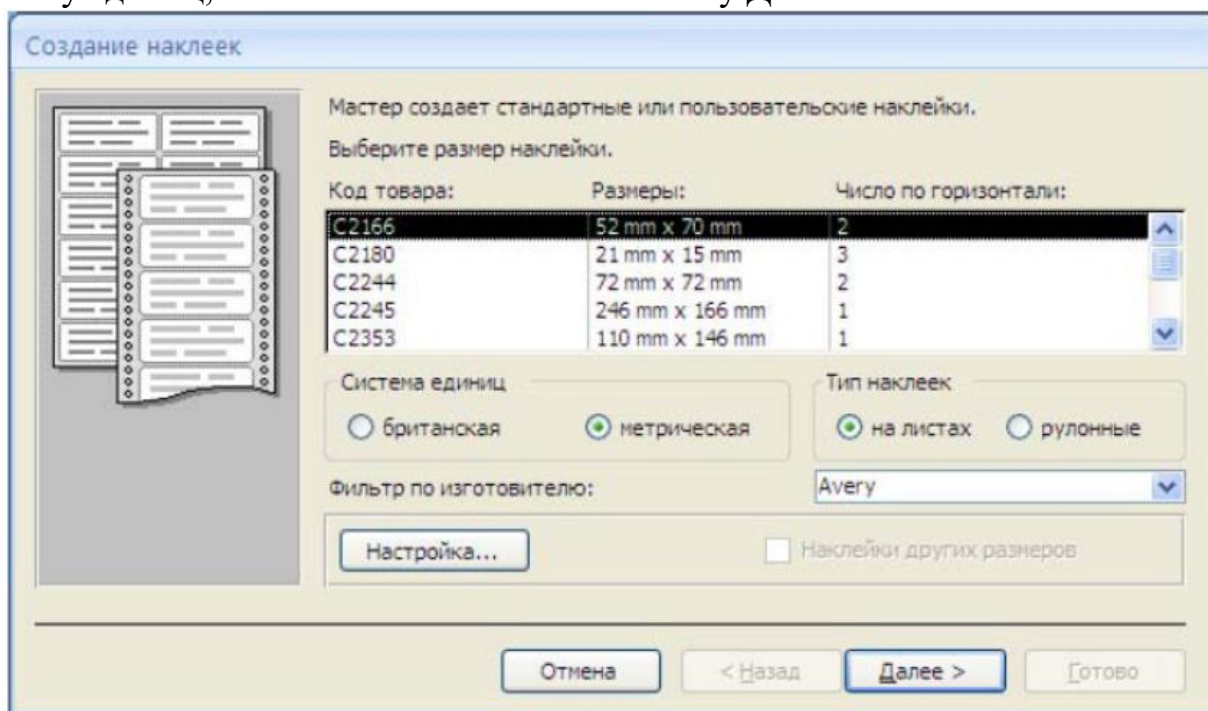 Создание наклеек
Мастер создает стандартные или пользовательские наклейки.
Выберите размер наклейки.
Код товара: Размеры: Число по горизонтали:
C2166 52 mm x 70 mm 2
C2180 21 mm x 15 mm 3
C2244 72 mm x 72 mm 2
C2245 246 mm x 166 mm 1
C2353 110 mm x 146 mm 1
Система единиц Тип наклеек
британская метрическая на листах рулонные
Фильтр по изготовителю: Avery
Настройка... Наклейки других размеров
Отмена < Назад Далее > Готово